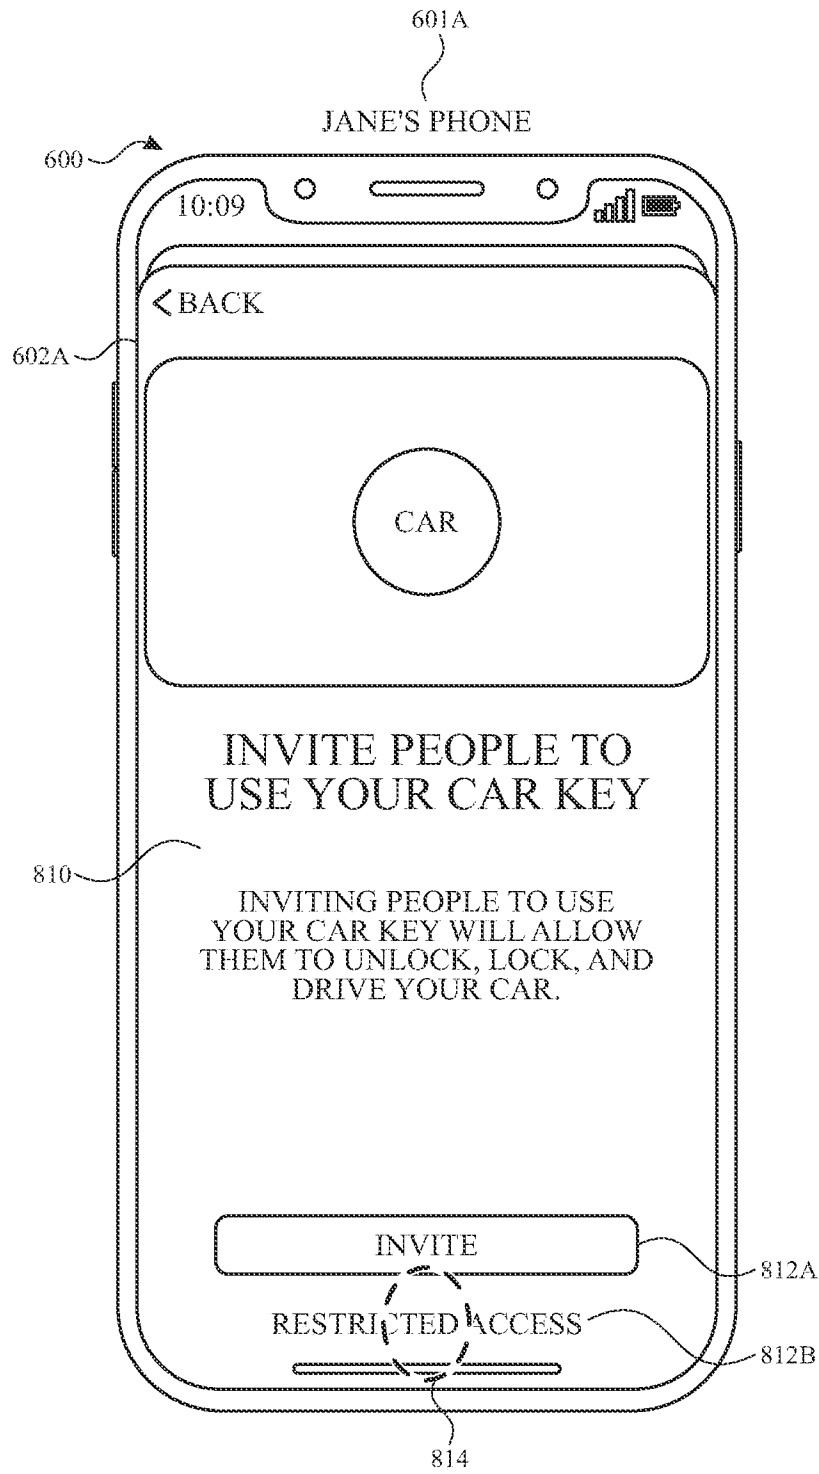 601A
JANE'S PHONE
600
10:09
BACK
602A
CAR
INVITE PEOPLE TO
USE YOUR CAR KEY
810
INVITING PEOPLE TO USE
YOUR CAR KEY WILL ALLOW
THEM TO UNLOCK, LOCK, AND
DRIVE YOUR CAR.
INVITE
812A
RESTRICTED ACCESS
812B
814